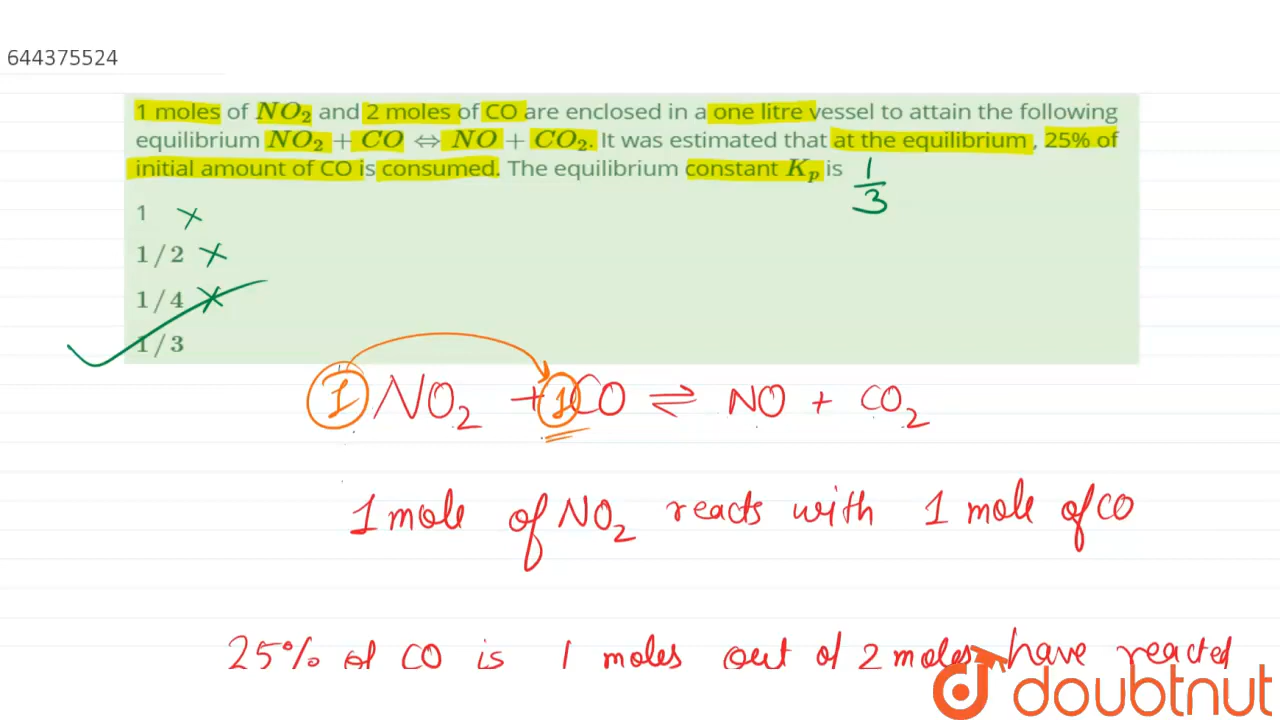 644375524
1 moles of NO₂ and 2 moles of CO are enclosed in a one litre vessel to attain the following
equilibrium NO₂ + CO ⇔ NO + CO₂. It was estimated that at the equilibrium , 25% of
initial amount of CO is consumed. The equilibrium constant Kₚ is 1/3
1 ×
1 / 2 ×
1 / 4 ×
1 / 3
1 NO₂ + 1 CO ⇌ NO + CO₂
1 mole of NO₂ reacts with 1 mole of CO
25% of CO is 1 moles out of 2 moles have reacted
doubtnut